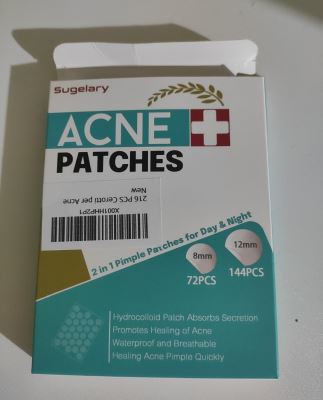 Sugelary
ACNE
PATCHES
X001HHP2P1
216 PCS Cerotti per Acne
New
2 in 1 Pimple Patches for Day & Night
8mm
72PCS
12mm
144PCS
Hydrocolloid Patch Absorbs Secretion
Promotes Healing of Acne
Waterproof and Breathable
Healing Acne Pimple Quickly